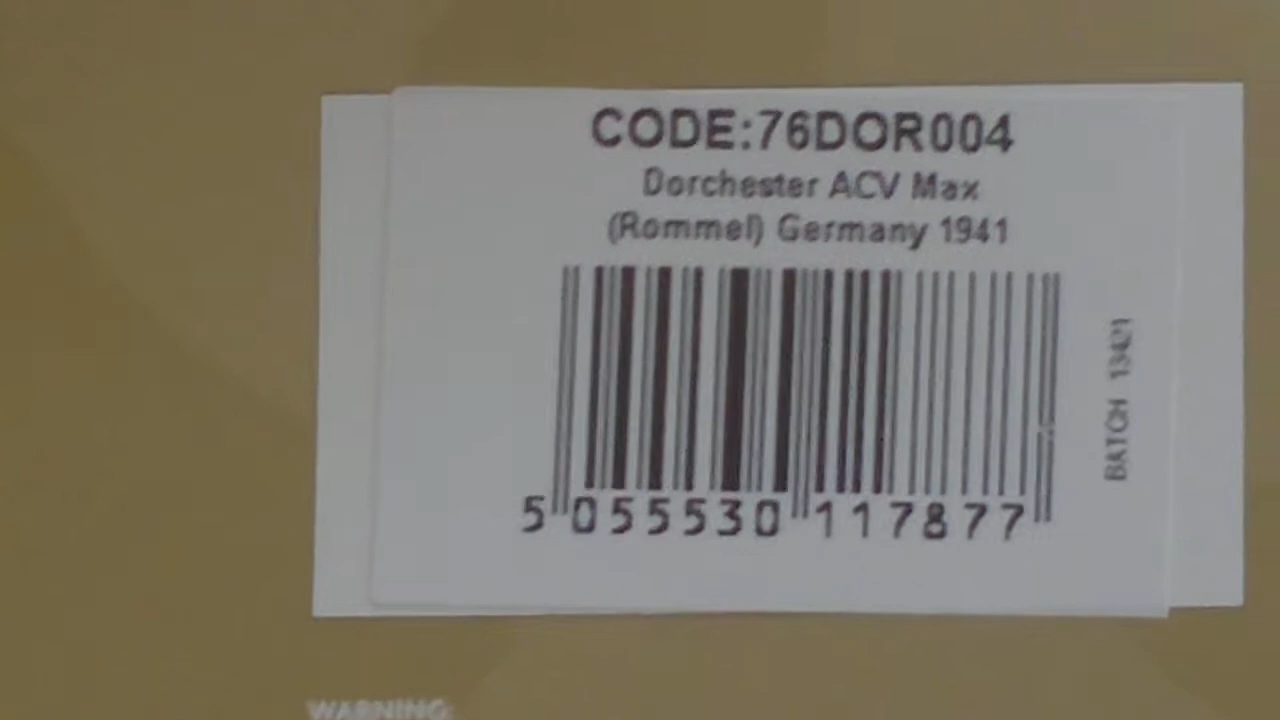 CODE:76DOR004
Dorchester ACV Max
(Rommel) Germany 1941
5 055530 117877
BATCH 13421
WARNING: